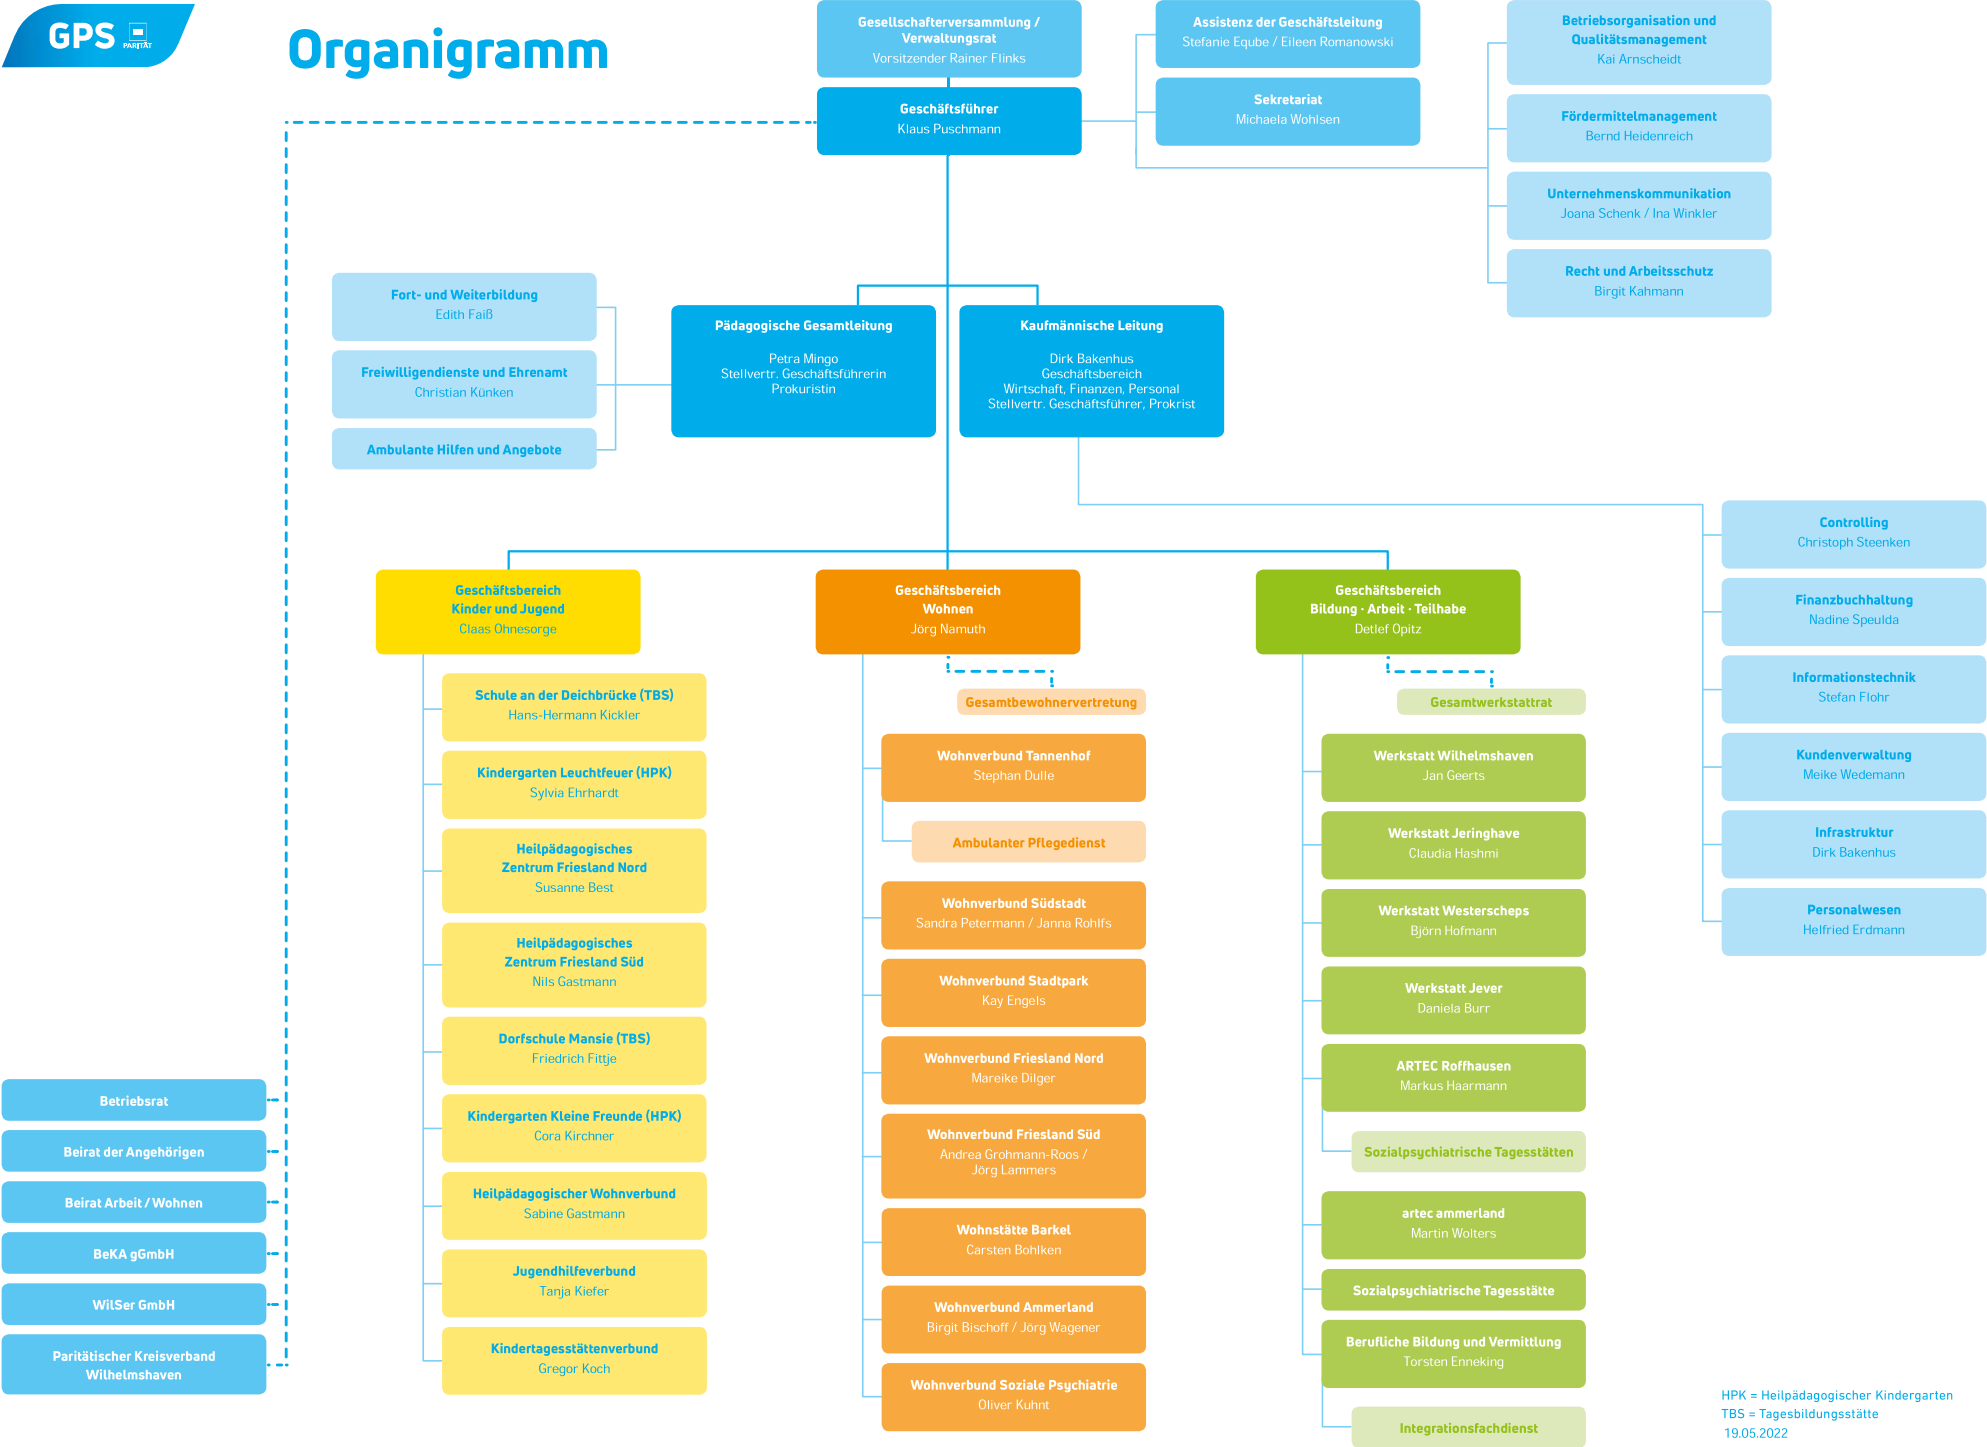 GPS
PARITÄT
Organigramm
Gesellschafterversammlung /
Verwaltungsrat
Vorsitzender Rainer Flinks
Geschäftsführer
Klaus Puschmann
Assistenz der Geschäftsleitung
Stefanie Eqube / Eileen Romanowski
Sekretariat
Michaela Wohlsen
Betriebsorganisation und
Qualitätsmanagement
Kai Arnscheidt
Fördermittelmanagement
Bernd Heidenreich
Unternehmenskommunikation
Joana Schenk / Ina Winkler
Recht und Arbeitsschutz
Birgit Kahmann
Fort- und Weiterbildung
Edith Faiß
Freiwilligendienste und Ehrenamt
Christian Künken
Ambulante Hilfen und Angebote
Pädagogische Gesamtleitung
Petra Mingo
Stellvertr. Geschäftsführerin
Prokuristin
Kaufmännische Leitung
Dirk Bakenhus
Geschäftsbereich
Wirtschaft, Finanzen, Personal
Stellvertr. Geschäftsführer, Prokrist
Controlling
Christoph Steenken
Finanzbuchhaltung
Nadine Speulda
Informationstechnik
Stefan Flohr
Kundenverwaltung
Meike Wedemann
Infrastruktur
Dirk Bakenhus
Personalwesen
Helfried Erdmann
Geschäftsbereich
Kinder und Jugend
Claas Ohnesorge
Schule an der Deichbrücke (TBS)
Hans-Hermann Kickler
Kindergarten Leuchtfeuer (HPK)
Sylvia Ehrhardt
Heilpädagogisches
Zentrum Friesland Nord
Susanne Best
Heilpädagogisches
Zentrum Friesland Süd
Nils Gastmann
Dorfschule Mansie (TBS)
Friedrich Fittje
Kindergarten Kleine Freunde (HPK)
Cora Kirchner
Heilpädagogischer Wohnverbund
Sabine Gastmann
Jugendhilfeverbund
Tanja Kiefer
Kindertagesstättenverbund
Gregor Koch
Geschäftsbereich
Wohnen
Jörg Namuth
Gesamtbewohnervertretung
Wohnverbund Tannenhof
Stephan Dulle
Ambulanter Pflegedienst
Wohnverbund Südstadt
Sandra Petermann / Janna Rohlfs
Wohnverbund Stadtpark
Kay Engels
Wohnverbund Friesland Nord
Mareike Dilger
Wohnverbund Friesland Süd
Andrea Grohmann-Roos /
Jörg Lammers
Wohnstätte Barkel
Carsten Bohlken
Wohnverbund Ammerland
Birgit Bischoff / Jörg Wagener
Wohnverbund Soziale Psychiatrie
Oliver Kuhnt
Geschäftsbereich
Bildung · Arbeit · Teilhabe
Detlef Opitz
Gesamtwerkstattrat
Werkstatt Wilhelmshaven
Jan Geerts
Werkstatt Jeringhave
Claudia Hashmi
Werkstatt Westerscheps
Björn Hofmann
Werkstatt Jever
Daniela Burr
ARTEC Roffhausen
Markus Haarmann
Sozialpsychiatrische Tagesstätten
artec ammerland
Martin Wolters
Sozialpsychiatrische Tagesstätte
Berufliche Bildung und Vermittlung
Torsten Enneking
Integrationsfachdienst
Betriebsrat
Beirat der Angehörigen
Beirat Arbeit / Wohnen
BeKA gGmbH
WilSer GmbH
Paritätischer Kreisverband
Wilhelmshaven
HPK = Heilpädagogischer Kindergarten
TBS = Tagesbildungsstätte
19.05.2022